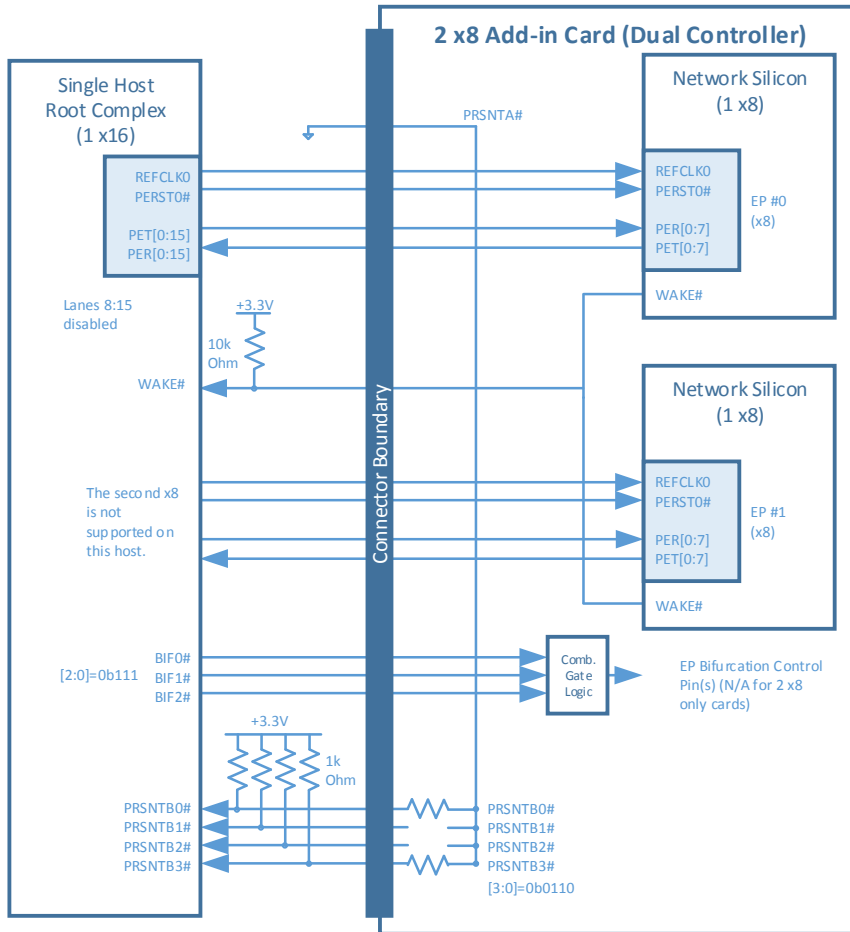 2 x8 Add-in Card (Dual Controller)
Single Host
Root Complex
(1 x16)
REFCLK0
PERST0#
PET[0:15]
PER[0:15]
Lanes 8:15
disabled
+3.3V
10k
Ohm
WAKE#
The second x8
is not
supported on
this host.
BIF0#
[2:0]=0b111
BIF1#
BIF2#
+3.3V
1k
Ohm
PRSNTB0#
PRSNTB1#
PRSNTB2#
PRSNTB3#
Connector Boundary
PRSNTA#
Network Silicon
(1 x8)
REFCLK0
PERST0#
EP #0
(x8)
PER[0:7]
PET[0:7]
WAKE#
Network Silicon
(1 x8)
REFCLK0
PERST0#
EP #1
(x8)
PER[0:7]
PET[0:7]
WAKE#
Comb.
Gate
Logic
EP Bifurcation Control
Pin(s) (N/A for 2 x8
only cards)
PRSNTB0#
PRSNTB1#
PRSNTB2#
PRSNTB3#
[3:0]=0b0110